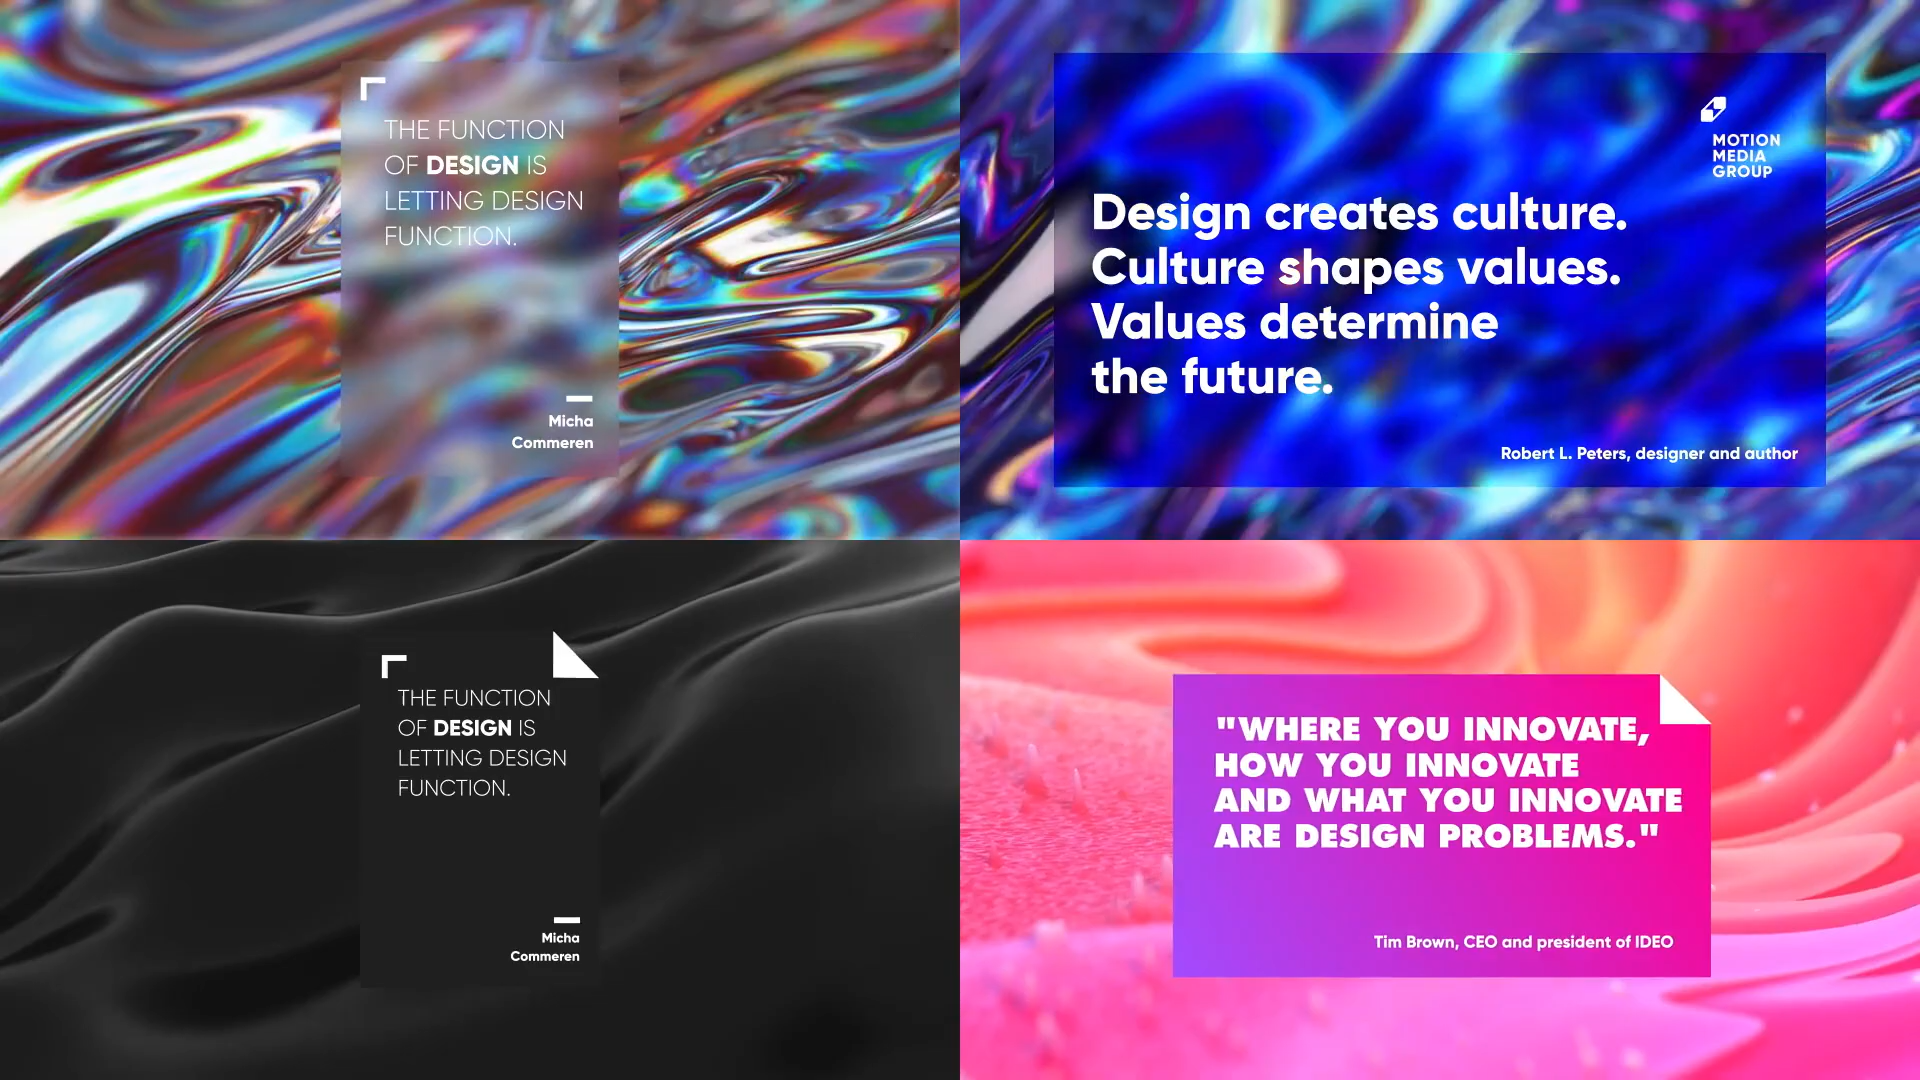 THE FUNCTION
OF DESIGN IS
LETTING DESIGN
FUNCTION.
Micha
Commeren
MOTION
MEDIA
GROUP
Design creates culture.
Culture shapes values.
Values determine
the future.
Robert L. Peters, designer and author
THE FUNCTION
OF DESIGN IS
LETTING DESIGN
FUNCTION.
Micha
Commeren
"WHERE YOU INNOVATE,
HOW YOU INNOVATE
AND WHAT YOU INNOVATE
ARE DESIGN PROBLEMS."
Tim Brown, CEO and president of IDEO